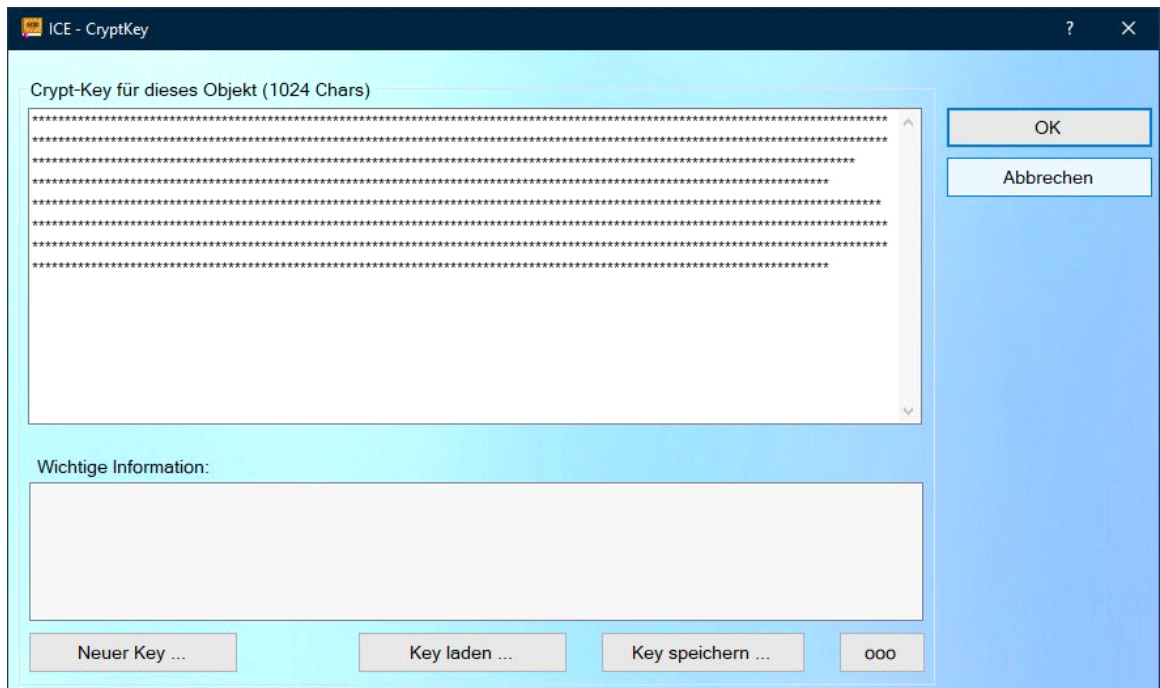 ICE - CryptKey
?
Crypt-Key für dieses Objekt (1024 Chars)
**********************************************************************************************************************************
**********************************************************************************************************************************
*****************************************************************************************************************************
*************************************************************************************************************************
*********************************************************************************************************************************
**********************************************************************************************************************************
**********************************************************************************************************************************
*************************************************************************************************************************
OK
Abbrechen
Wichtige Information:
Neuer Key ...
Key laden ...
Key speichern ...
ooo